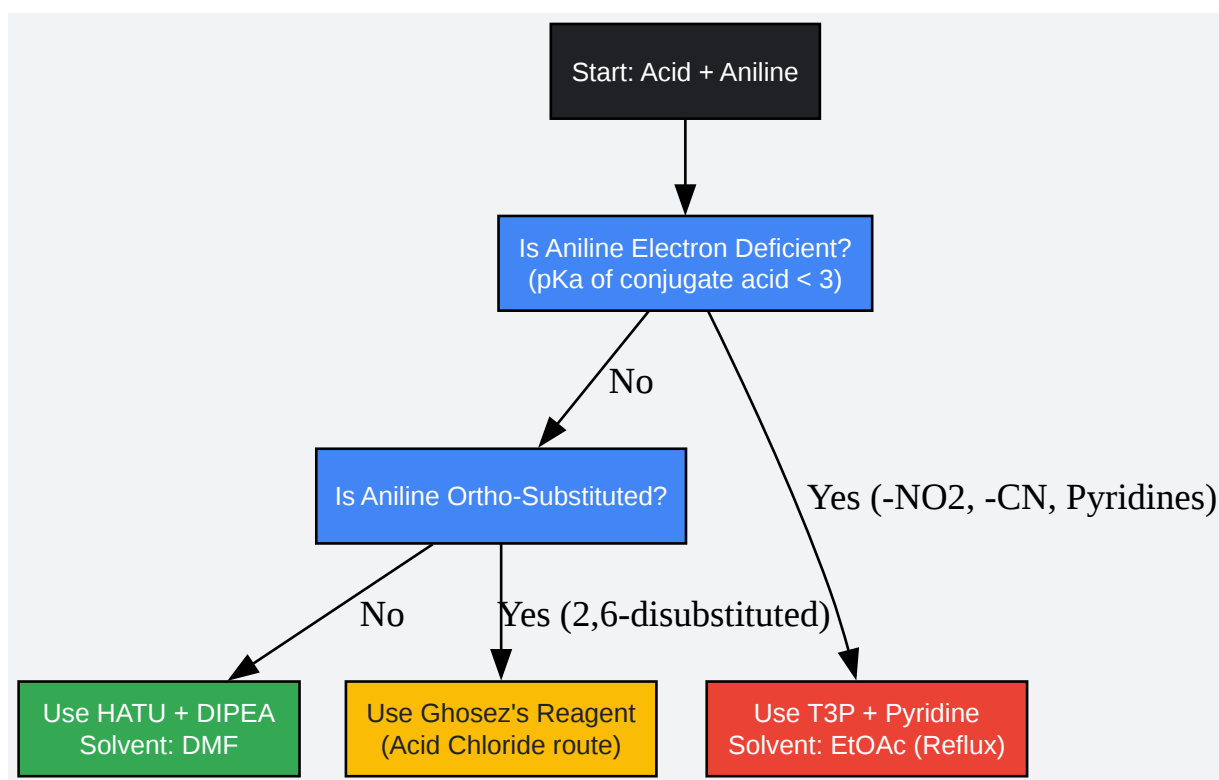 Start: Acid + Aniline
Is Aniline Electron Deficient?
(pKa of conjugate acid < 3)
No
Is Aniline Ortho-Substituted?
Yes (-NO2, -CN, Pyridines)
No
Yes (2,6-disubstituted)
Use HATU + DIPEA
Solvent: DMF
Use Ghosez's Reagent
(Acid Chloride route)
Use T3P + Pyridine
Solvent: EtOAc (Reflux)